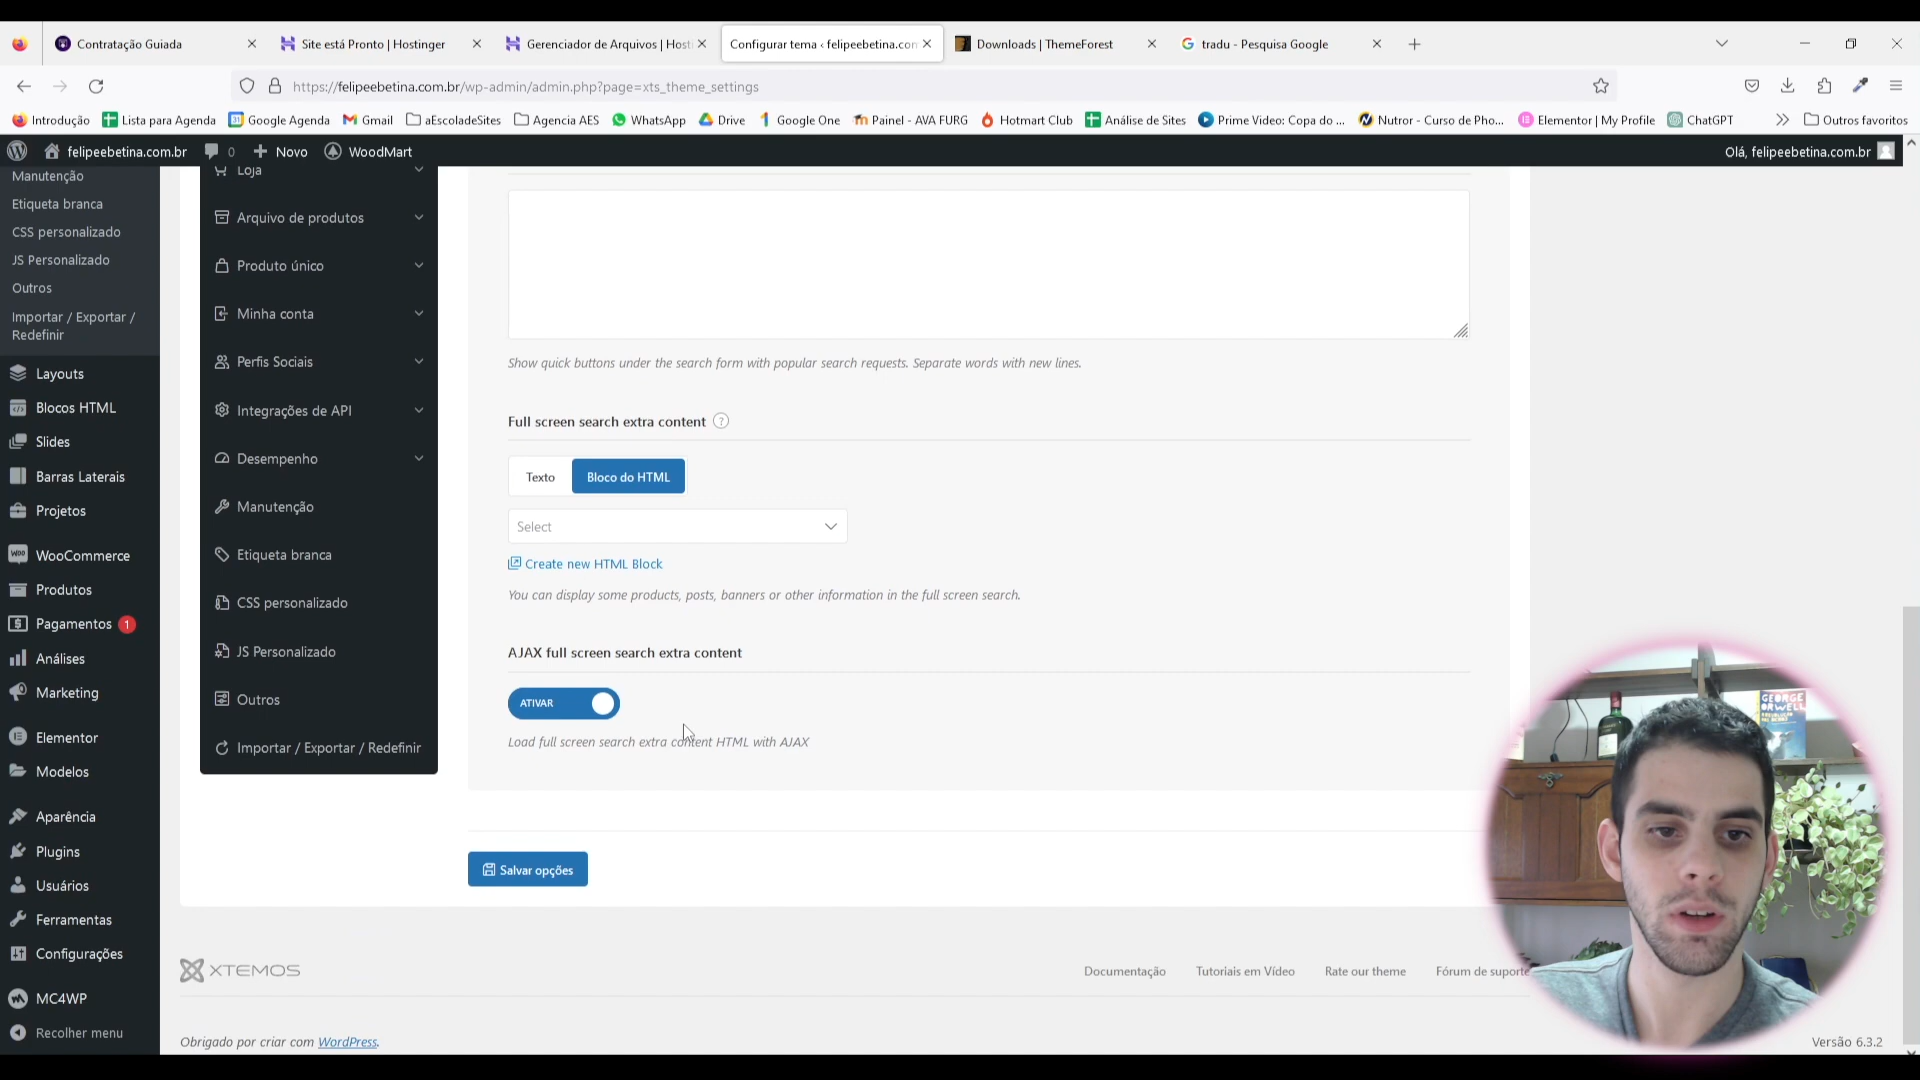 Contratação Guiada
Site está Pronto | Hostinger
Gerenciador de Arquivos | Host
Configurar tema ‹ felipeebetina.com
Downloads | ThemeForest
tradu - Pesquisa Google
https://felipeebetina.com.br/wp-admin/admin.php?page=xts_theme_settings
Introdução
Lista para Agenda
Google Agenda
Gmail
aEscoladeSites
Agencia AES
WhatsApp
Drive
Google One
Painel - AVA FURG
Hotmart Club
Análise de Sites
Prime Video: Copa do ...
Nutror - Curso de Pho...
Elementor | My Profile
ChatGPT
Outros favoritos
felipeebetina.com.br
0
Novo
WoodMart
Olá, felipeebetina.com.br
Manutenção
Etiqueta branca
CSS personalizado
JS Personalizado
Outros
Importar / Exportar /
Redefinir
Layouts
Blocos HTML
Slides
Barras Laterais
Projetos
WooCommerce
Produtos
Pagamentos 1
Análises
Marketing
Elementor
Modelos
Aparência
Plugins
Usuários
Ferramentas
Configurações
MC4WP
Recolher menu
Loja
Arquivo de produtos
Produto único
Minha conta
Perfis Sociais
Integrações de API
Desempenho
Manutenção
Etiqueta branca
CSS personalizado
JS Personalizado
Outros
Importar / Exportar / Redefinir
Show quick buttons under the search form with popular search requests. Separate words with new lines.
Full screen search extra content ?
Texto
Bloco do HTML
Select
Create new HTML Block
You can display some products, posts, banners or other information in the full screen search.
AJAX full screen search extra content
ATIVAR
Load full screen search extra content HTML with AJAX
Salvar opções
XTEMOS
Documentação
Tutoriais em Vídeo
Rate our theme
Fórum de suporte
Obrigado por criar com WordPress.
Versão 6.3.2
GEORGE
ORWELL